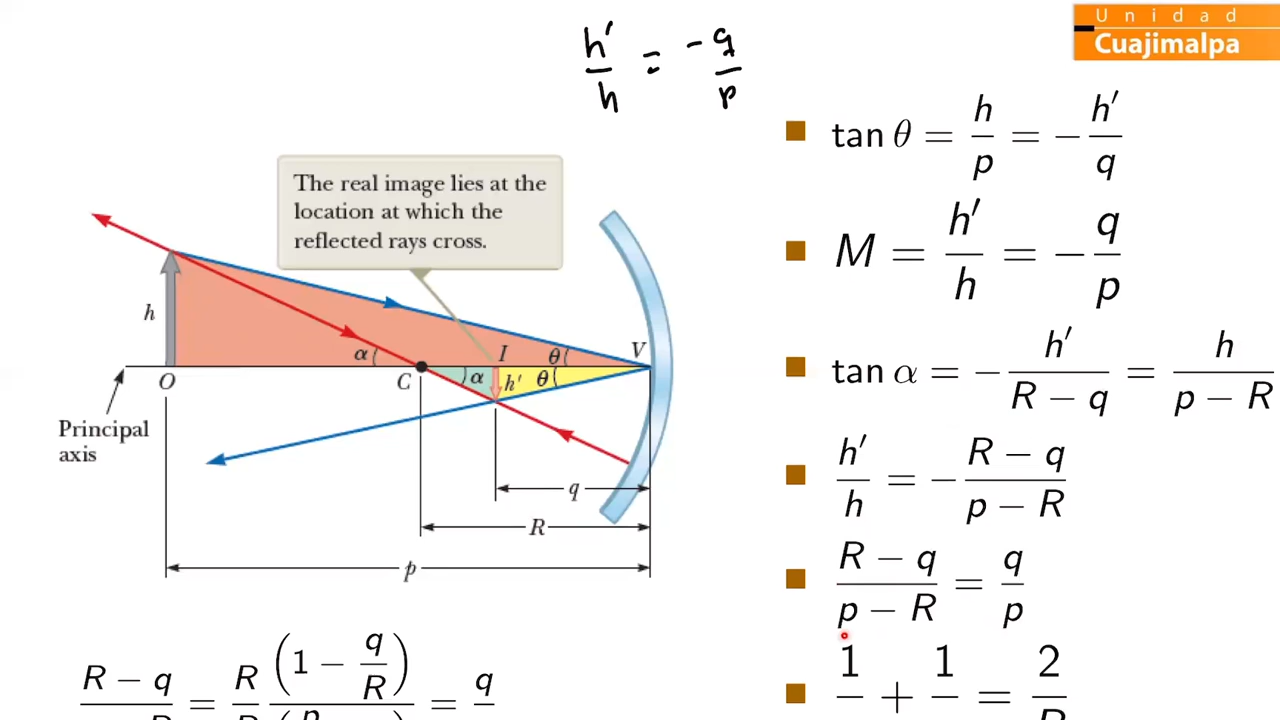 Unidad
Cuajimalpa
h'/h = -q/p
tan θ = h/p = − h′/q
The real image lies at the
location at which the
reflected rays cross.
M = h′/h = − q/p
h
α
I
θ
V
O
C
α
h′
θ
tan α = − h′/(R − q) = h/(p − R)
Principal
axis
h′/h = − (R − q)/(p − R)
q
R
p
(R − q)/(p − R) = q/p
1 + 1 = 2
R − q = R (1 − q/R) = q